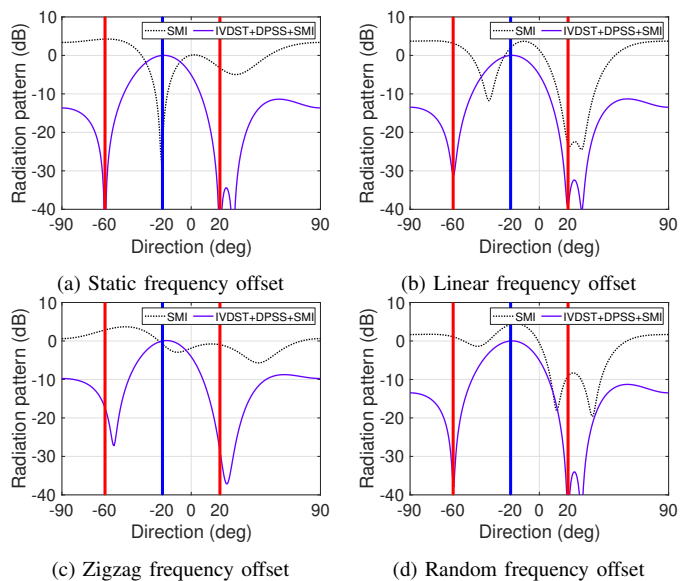 SMI IVDST+DPSS+SMI
Radiation pattern (dB)
10
0
-10
-20
-30
-40
-90 -60 -20 0 20 90
Direction (deg)
(a) Static frequency offset
SMI IVDST+DPSS+SMI
Radiation pattern (dB)
10
0
-10
-20
-30
-40
-90 -60 -20 0 20 90
Direction (deg)
(b) Linear frequency offset
SMI IVDST+DPSS+SMI
Radiation pattern (dB)
10
0
-10
-20
-30
-40
-90 -60 -20 0 20 90
Direction (deg)
(c) Zigzag frequency offset
SMI IVDST+DPSS+SMI
Radiation pattern (dB)
10
0
-10
-20
-30
-40
-90 -60 -20 0 20 90
Direction (deg)
(d) Random frequency offset